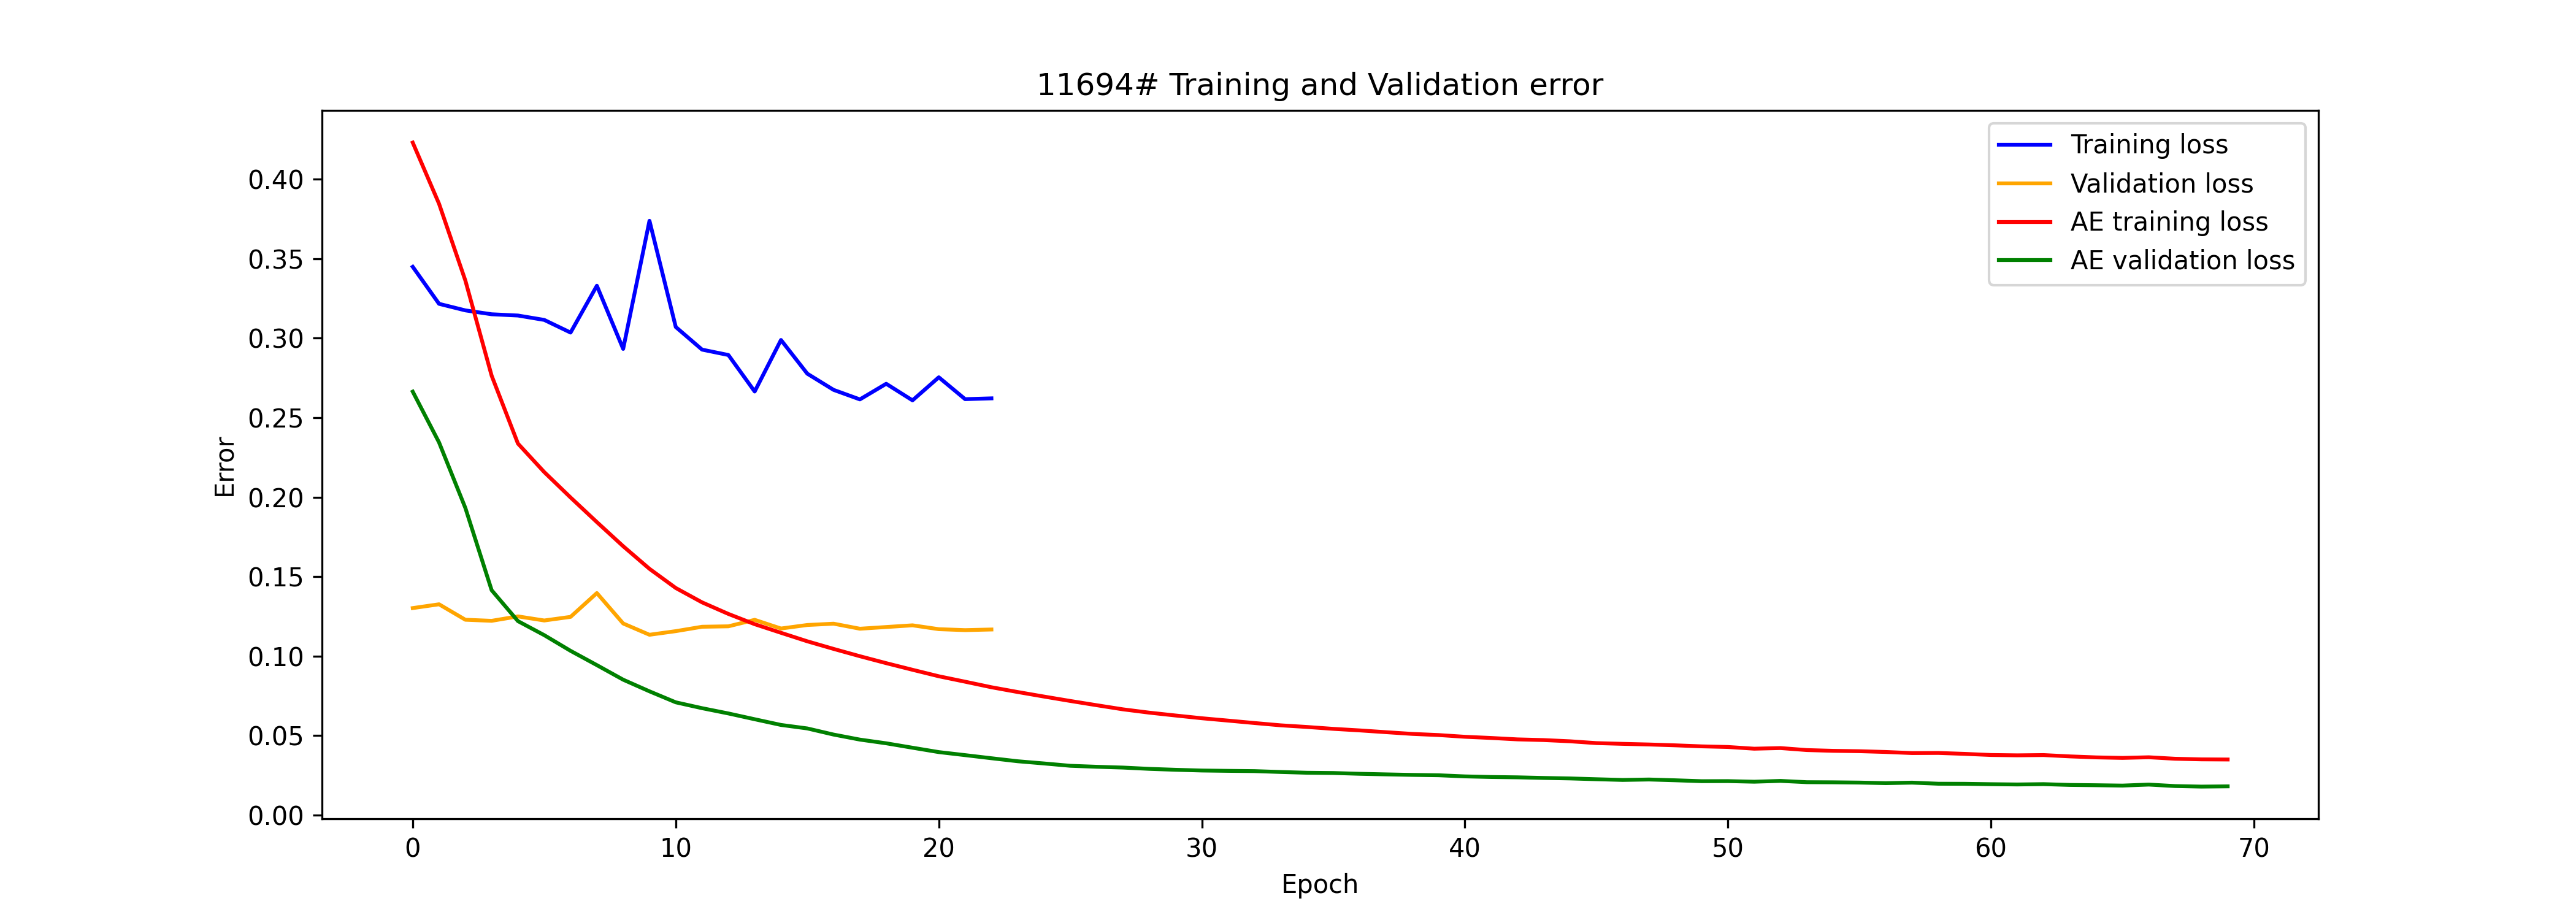 11694# Training and Validation error
Training loss
Validation loss
AE training loss
AE validation loss
Error
0.40
0.35
0.30
0.25
0.20
0.15
0.10
0.05
0.00
0 10 20 30 40 50 60 70
Epoch